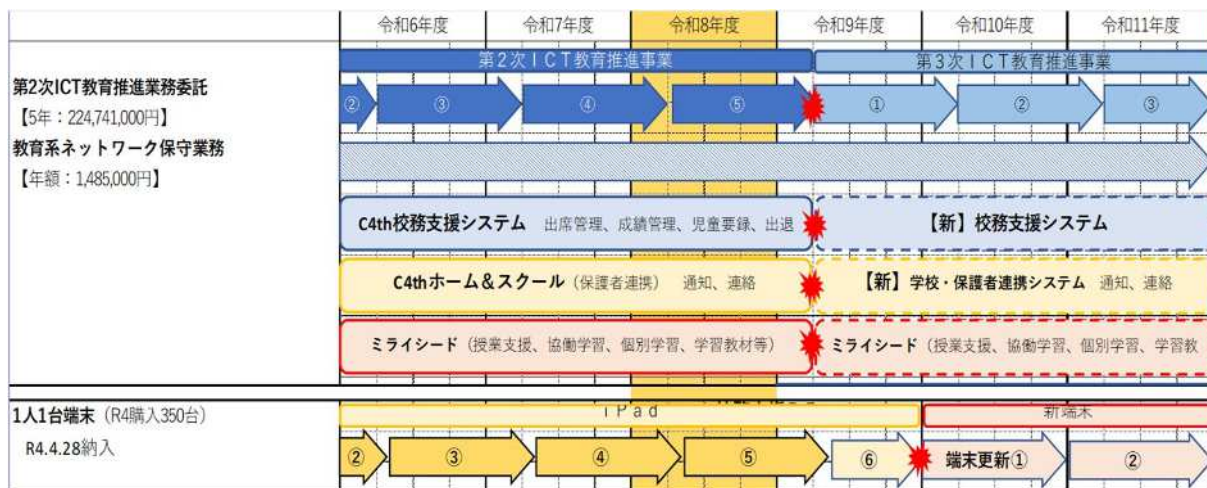 令和6年度 令和7年度 令和8年度 令和9年度 令和10年度 令和11年度
第2次ICT教育推進事業 第3次ICT教育推進事業
第2次ICT教育推進業務委託
【5年:224,741,000円】
② ③ ④ ⑤ ① ② ③
教育系ネットワーク保守業務
【年額:1,485,000円】
C4th校務支援システム 出席管理、成績管理、児童要録、出退 【新】校務支援システム
C4thホーム&スクール(保護者連携) 通知、連絡 【新】学校・保護者連携システム 通知、連絡
ミライシード(授業支援、協働学習、個別学習、学習教材等) ミライシード(授業支援、協働学習、個別学習、学習教
1人1台端末(R4購入350台) iPad 新端末
R4.4.28納入
② ③ ④ ⑤ ⑥ 端末更新① ②